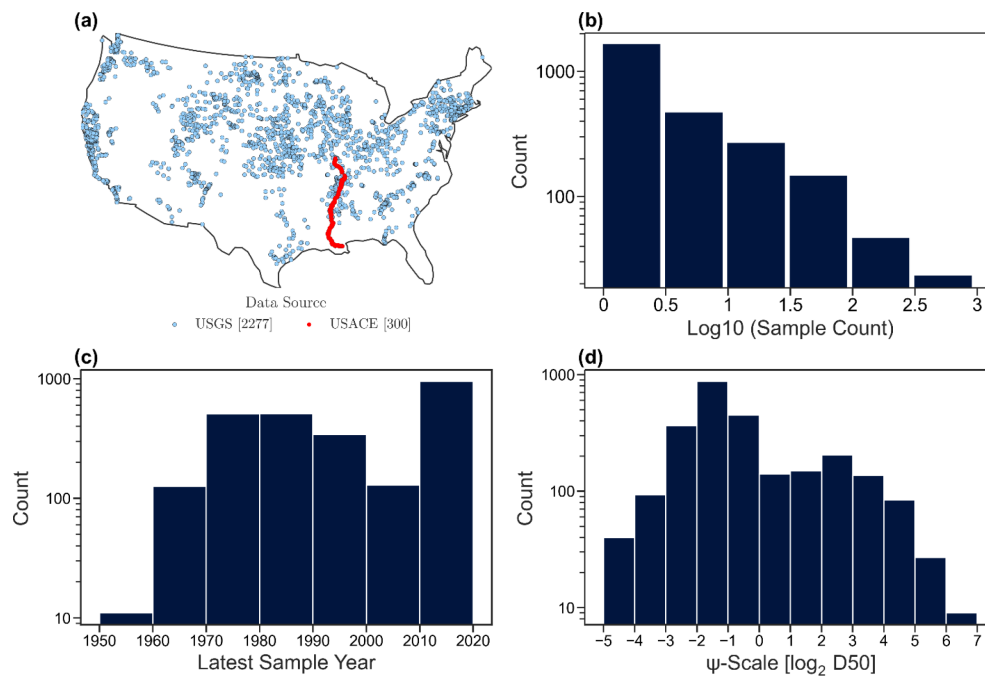 (a)
Data Source
USGS [2277] USACE [300]
(b)
1000
100
Count
0 0.5 1 1.5 2 2.5 3
Log10 (Sample Count)
(c)
1000
100
10
Count
1950 1960 1970 1980 1990 2000 2010 2020
Latest Sample Year
(d)
1000
100
10
Count
−5 −4 −3 −2 −1 0 1 2 3 4 5 6 7
ψ-Scale [log₂ D50]